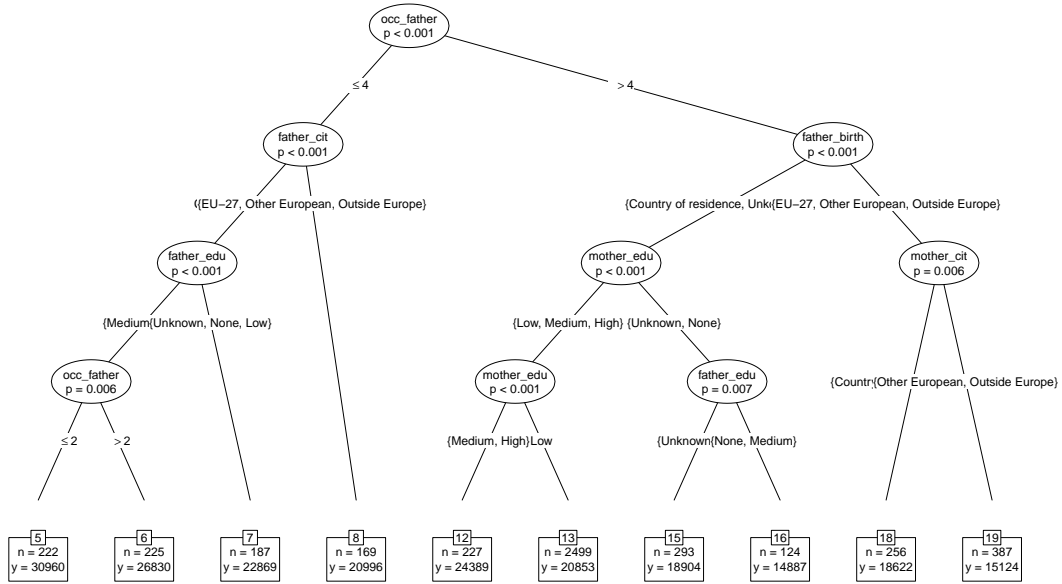 occ_father
p < 0.001
≤ 4
> 4
father_cit
p < 0.001
father_birth
p < 0.001
{EU−27, Other European, Outside Europe}
{Country of residence, Unk
{EU−27, Other European, Outside Europe}
father_edu
p < 0.001
mother_edu
p < 0.001
mother_cit
p = 0.006
{Medium
{Unknown, None, Low}
{Low, Medium, High}
{Unknown, None}
occ_father
p = 0.006
mother_edu
p < 0.001
father_edu
p = 0.007
{Country
{Other European, Outside Europe}
≤ 2
> 2
{Medium, High}
Low
{Unknown
{None, Medium}
5
n = 222
y = 30960
6
n = 225
y = 26830
7
n = 187
y = 22869
8
n = 169
y = 20996
12
n = 227
y = 24389
13
n = 2499
y = 20853
15
n = 293
y = 18904
16
n = 124
y = 14887
18
n = 256
y = 18622
19
n = 387
y = 15124